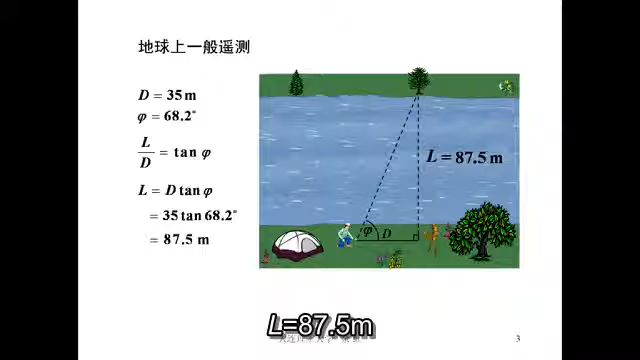 地球上一般遥测
D = 35 m
φ = 68.2°
L/D = tan φ
L = D tan φ
= 35 tan 68.2°
= 87.5 m
L = 87.5 m
φ D
L=87.5m
3